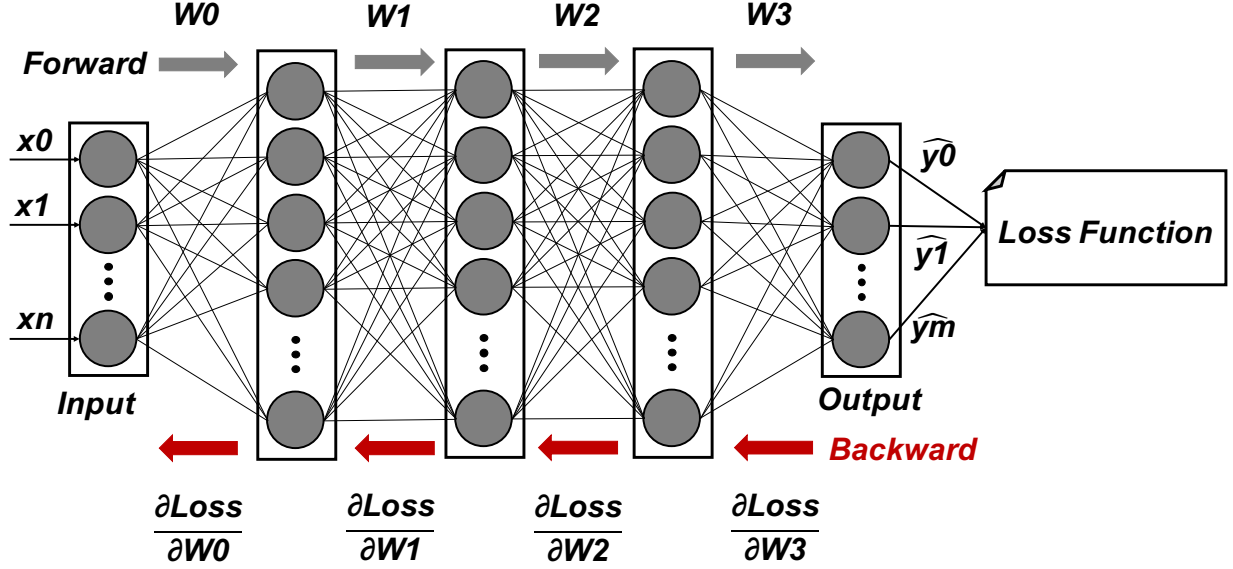 W0 W1 W2 W3
Forward
x0
x1
xn
Input
ŷ0
ŷ1
ŷm
Loss Function
Output
Backward
∂Loss/∂W0 ∂Loss/∂W1 ∂Loss/∂W2 ∂Loss/∂W3